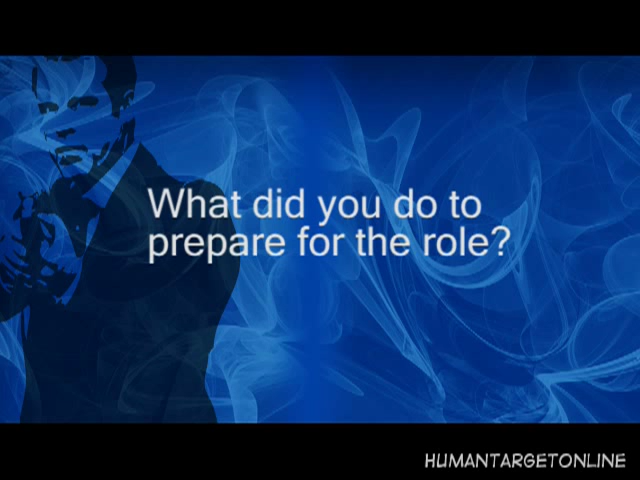 What did you do to
prepare for the role?
HUMANTARGETONLINE